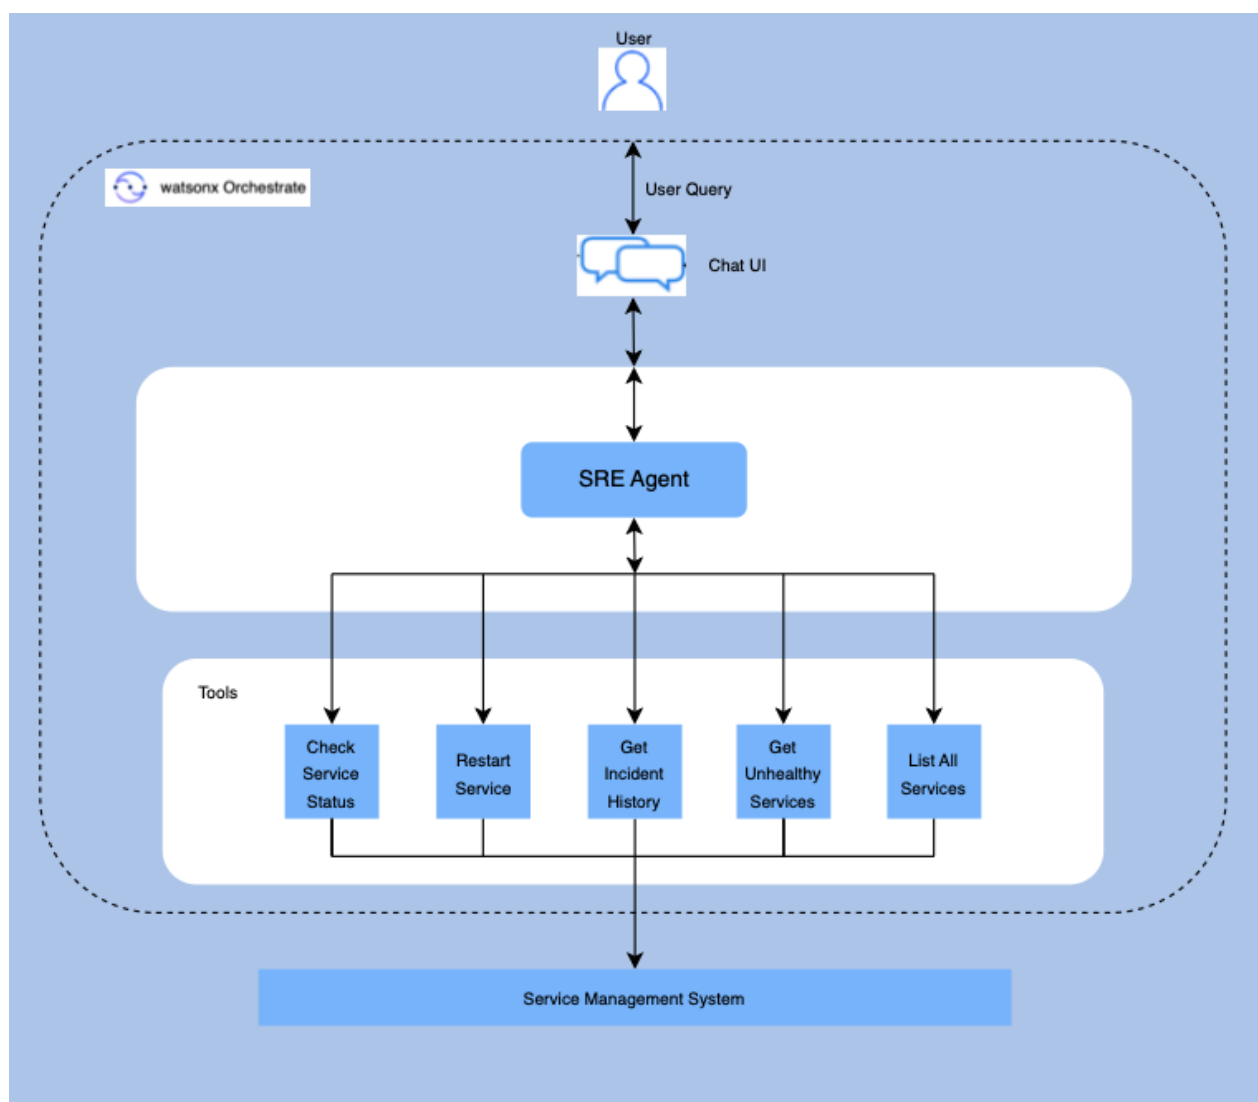 User
watsonx Orchestrate
User Query
Chat UI
SRE Agent
Tools
Check
Service
Status
Restart
Service
Get
Incident
History
Get
Unhealthy
Services
List All
Services
Service Management System